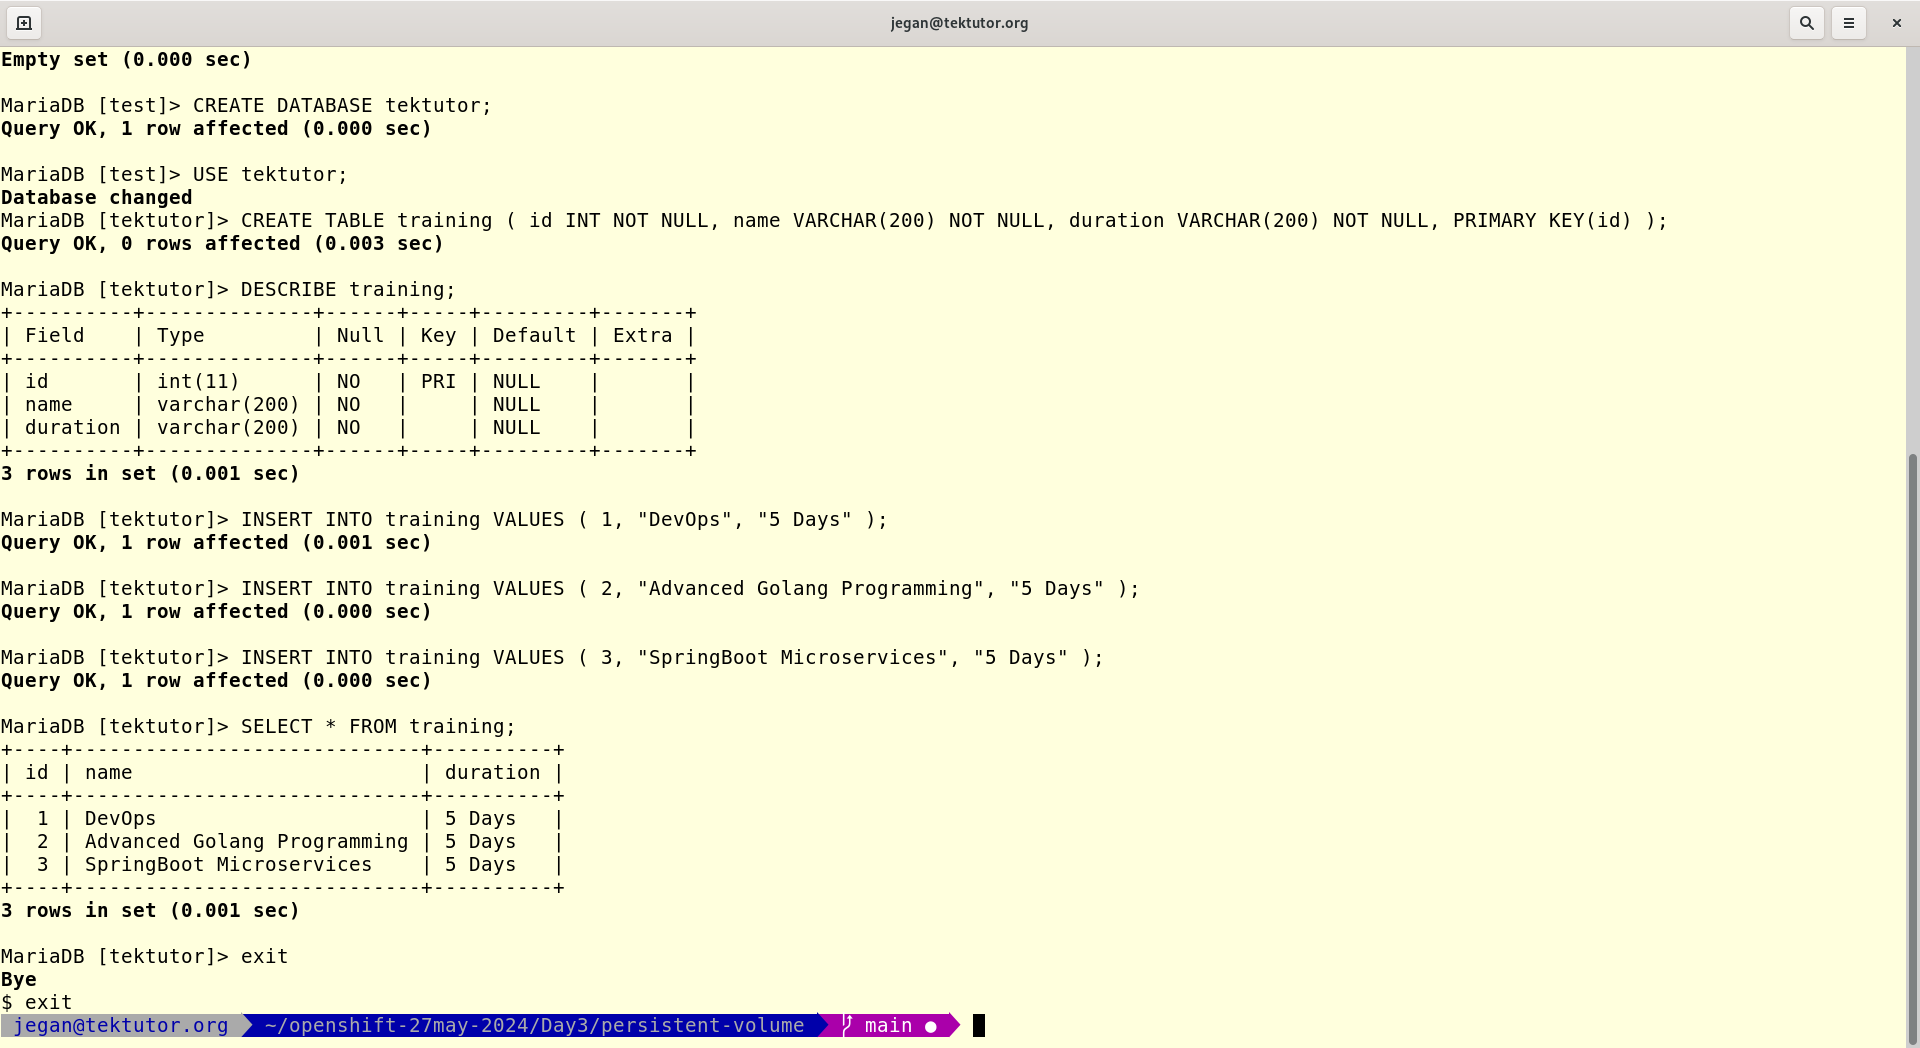 jegan@tektutor.org
Empty set (0.000 sec)
MariaDB [test]> CREATE DATABASE tektutor;
Query OK, 1 row affected (0.000 sec)
MariaDB [test]> USE tektutor;
Database changed
MariaDB [tektutor]> CREATE TABLE training ( id INT NOT NULL, name VARCHAR(200) NOT NULL, duration VARCHAR(200) NOT NULL, PRIMARY KEY(id) );
Query OK, 0 rows affected (0.003 sec)
MariaDB [tektutor]> DESCRIBE training;
+----------+--------------+------+-----+---------+-------+
| Field    | Type         | Null | Key | Default | Extra |
+----------+--------------+------+-----+---------+-------+
| id       | int(11)      | NO   | PRI | NULL    |       |
| name     | varchar(200) | NO   |     | NULL    |       |
| duration | varchar(200) | NO   |     | NULL    |       |
+----------+--------------+------+-----+---------+-------+
3 rows in set (0.001 sec)
MariaDB [tektutor]> INSERT INTO training VALUES ( 1, "DevOps", "5 Days" );
Query OK, 1 row affected (0.001 sec)
MariaDB [tektutor]> INSERT INTO training VALUES ( 2, "Advanced Golang Programming", "5 Days" );
Query OK, 1 row affected (0.000 sec)
MariaDB [tektutor]> INSERT INTO training VALUES ( 3, "SpringBoot Microservices", "5 Days" );
Query OK, 1 row affected (0.000 sec)
MariaDB [tektutor]> SELECT * FROM training;
+----+-----------------------------+----------+
| id | name                        | duration |
+----+-----------------------------+----------+
|  1 | DevOps                      | 5 Days   |
|  2 | Advanced Golang Programming | 5 Days   |
|  3 | SpringBoot Microservices    | 5 Days   |
+----+-----------------------------+----------+
3 rows in set (0.001 sec)
MariaDB [tektutor]> exit
Bye
$ exit
jegan@tektutor.org ~/openshift-27may-2024/Day3/persistent-volume main ●